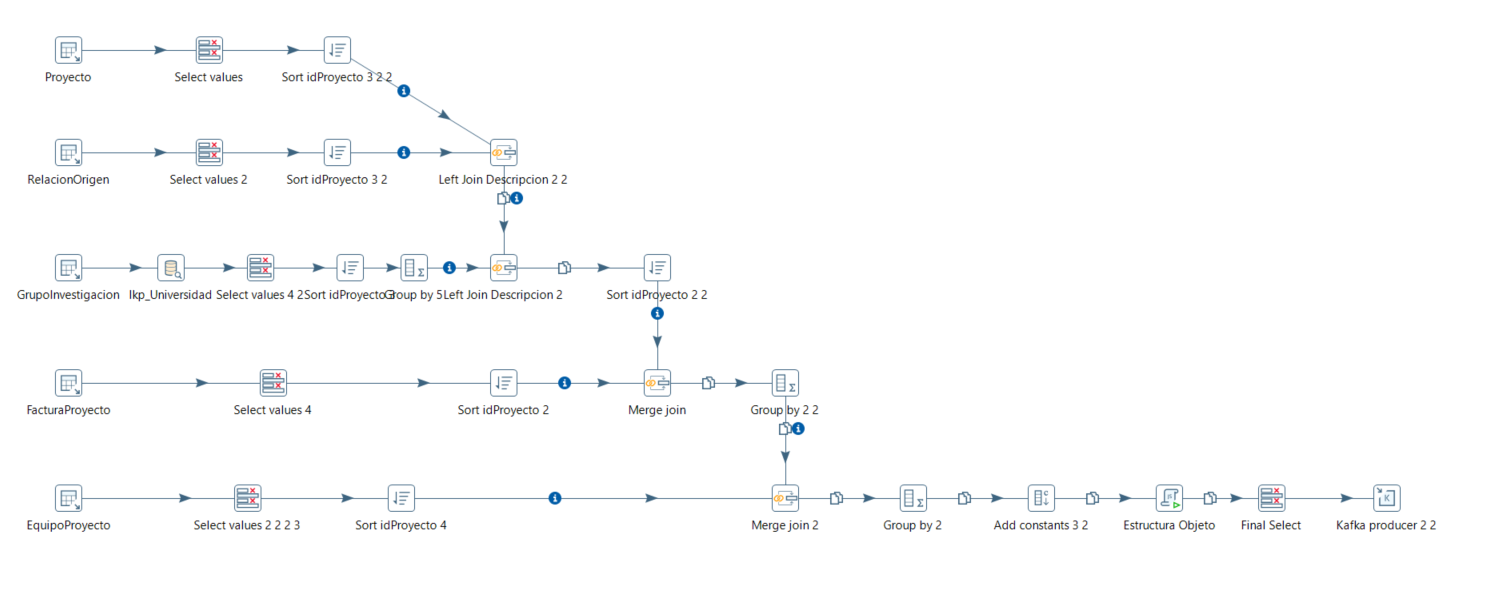 Proyecto
Select values
Sort idProyecto 3 2 2
RelacionOrigen
Select values 2
Sort idProyecto 3 2
Left Join Descripcion 2 2
GrupoInvestigacion
lkp_Universidad
Select values 4 2
Sort idProyecto 3
Group by 5
Left Join Descripcion 2
Sort idProyecto 2 2
FacturaProyecto
Select values 4
Sort idProyecto 2
Merge join
Group by 2 2
EquipoProyecto
Select values 2 2 2 3
Sort idProyecto 4
Merge join 2
Group by 2
Add constants 3 2
Estructura Objeto
Final Select
Kafka producer 2 2